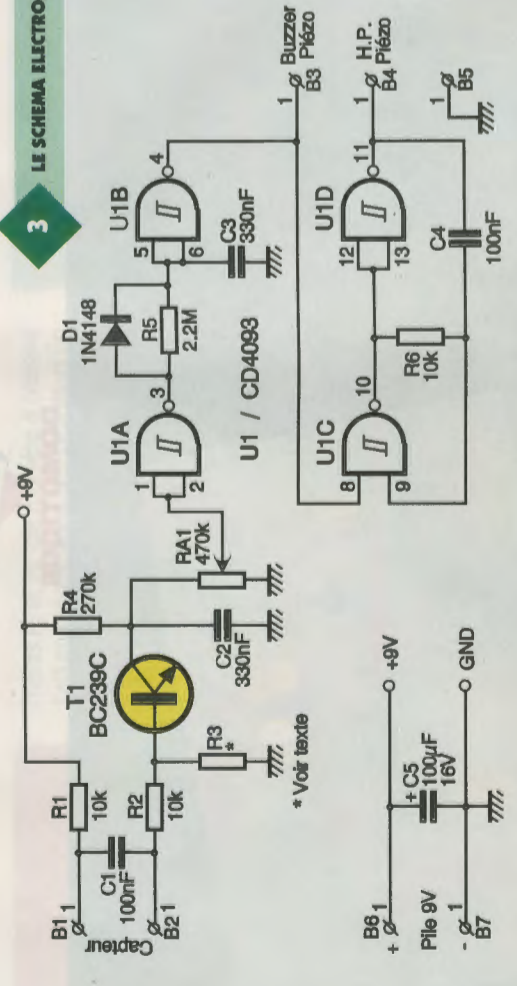 3
LE SCHEMA ELECTRO
+9V
R4
270k
T1
BC239C
R1
10k
C1
100nF
R2
10k
B1 1
Capteur
B2 1
R3
*
* Voir texte
C2
330nF
RA1
470k
1
2
U1A
3
D1
1N4148
R5
2.2M
U1B
5
6
4
C3
330nF
U1 / CD4093
1
Buzzer
Piézo
B3
U1C
8
9
10
R6
10k
U1D
12
13
11
C4
100nF
1
H.P.
Piézo
B4
1
B5
B6 1
+
Pile 9V
- 1
B7
+ C5
100µF
16V
+9V
GND